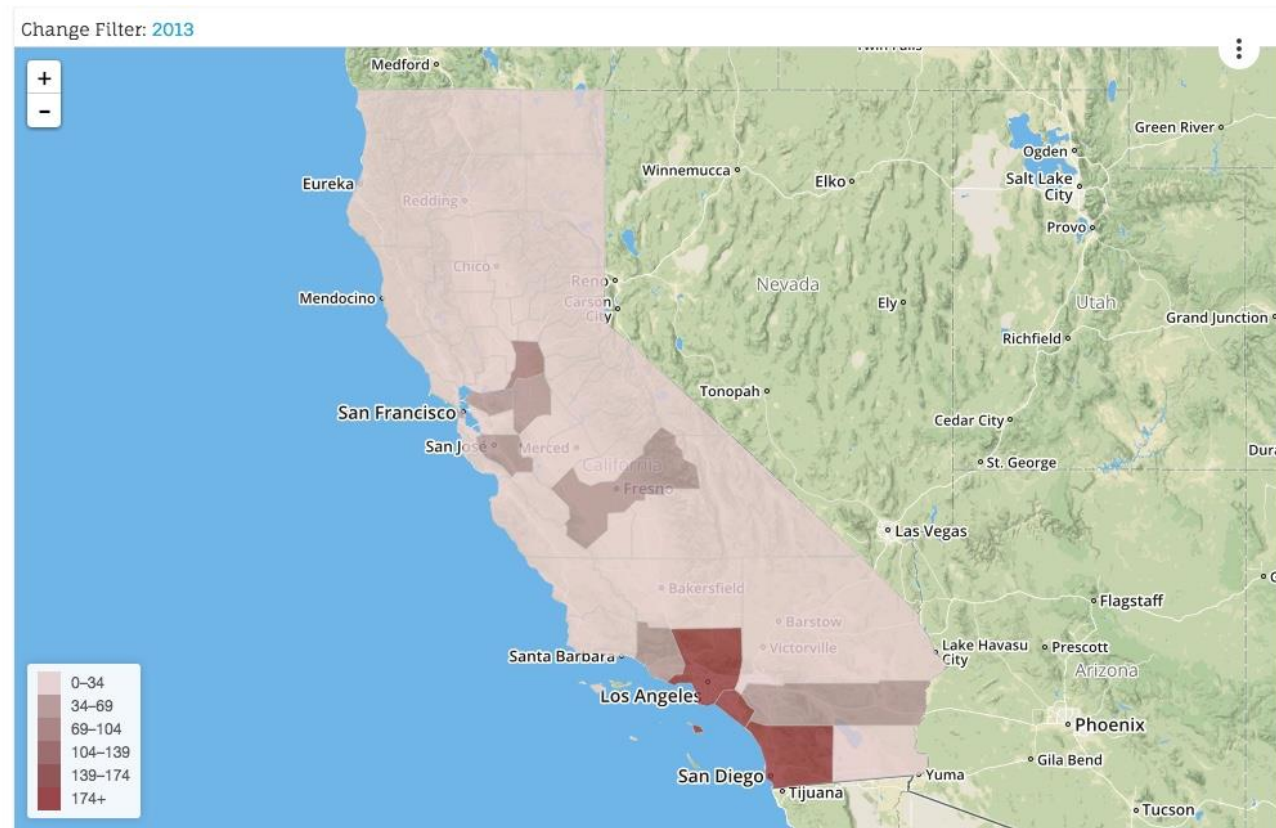 Change Filter: 2013
+
-
Medford
Green River
Ogden
Winnemucca
Elko
Salt Lake
City
Eureka
Redding
Provo
Chico
Reno
Nevada
Mendocino
Carson
City
Ely
Utah
Grand Junction
Richfield
Tonopah
San Francisco
Cedar City
San José
Merced
California
St. George
Dura
Fresno
Las Vegas
Bakersfield
Flagstaff
Barstow
Victorville
Lake Havasu
City
Prescott
Santa Barbara
Arizona
Los Angeles
0–34
34–69
69–104
104–139
139–174
174+
Phoenix
Gila Bend
San Diego
Yuma
Tijuana
Tucson